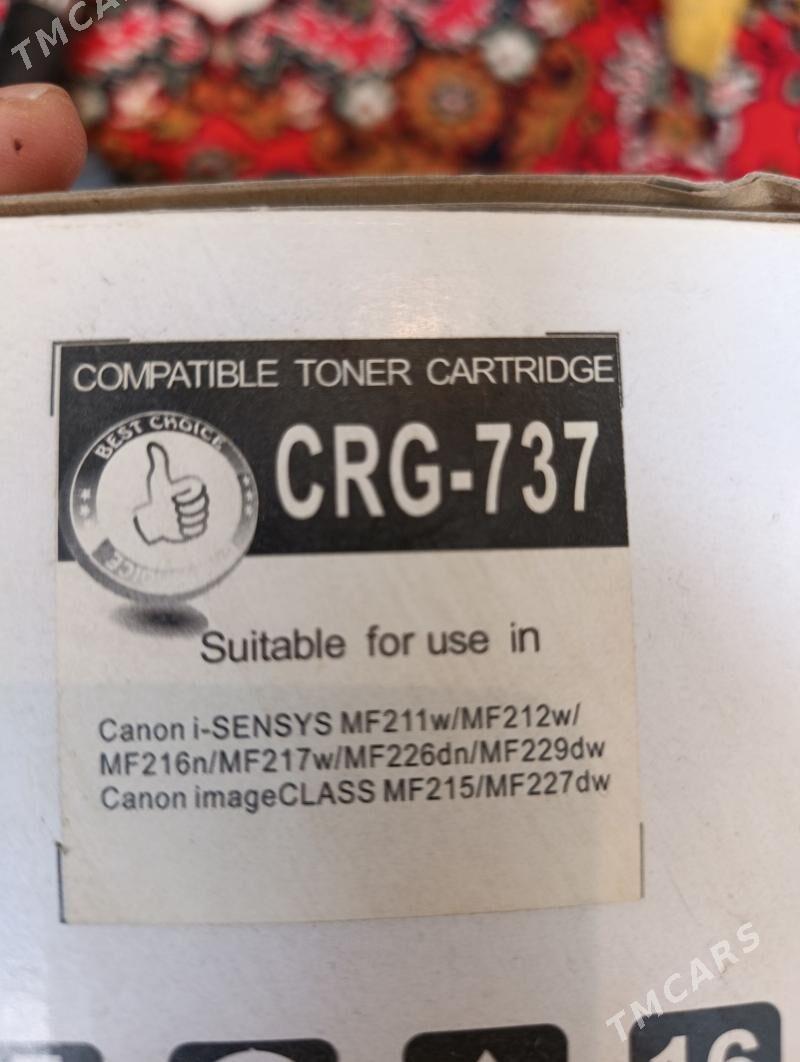 TMCARS
COMPATIBLE TONER CARTRIDGE
BEST CHOICE
CRG-737
Suitable for use in
Canon i-SENSYS MF211w/MF212w/
MF216n/MF217w/MF226dn/MF229dw
Canon imageCLASS MF215/MF227dw
TMCARS
16